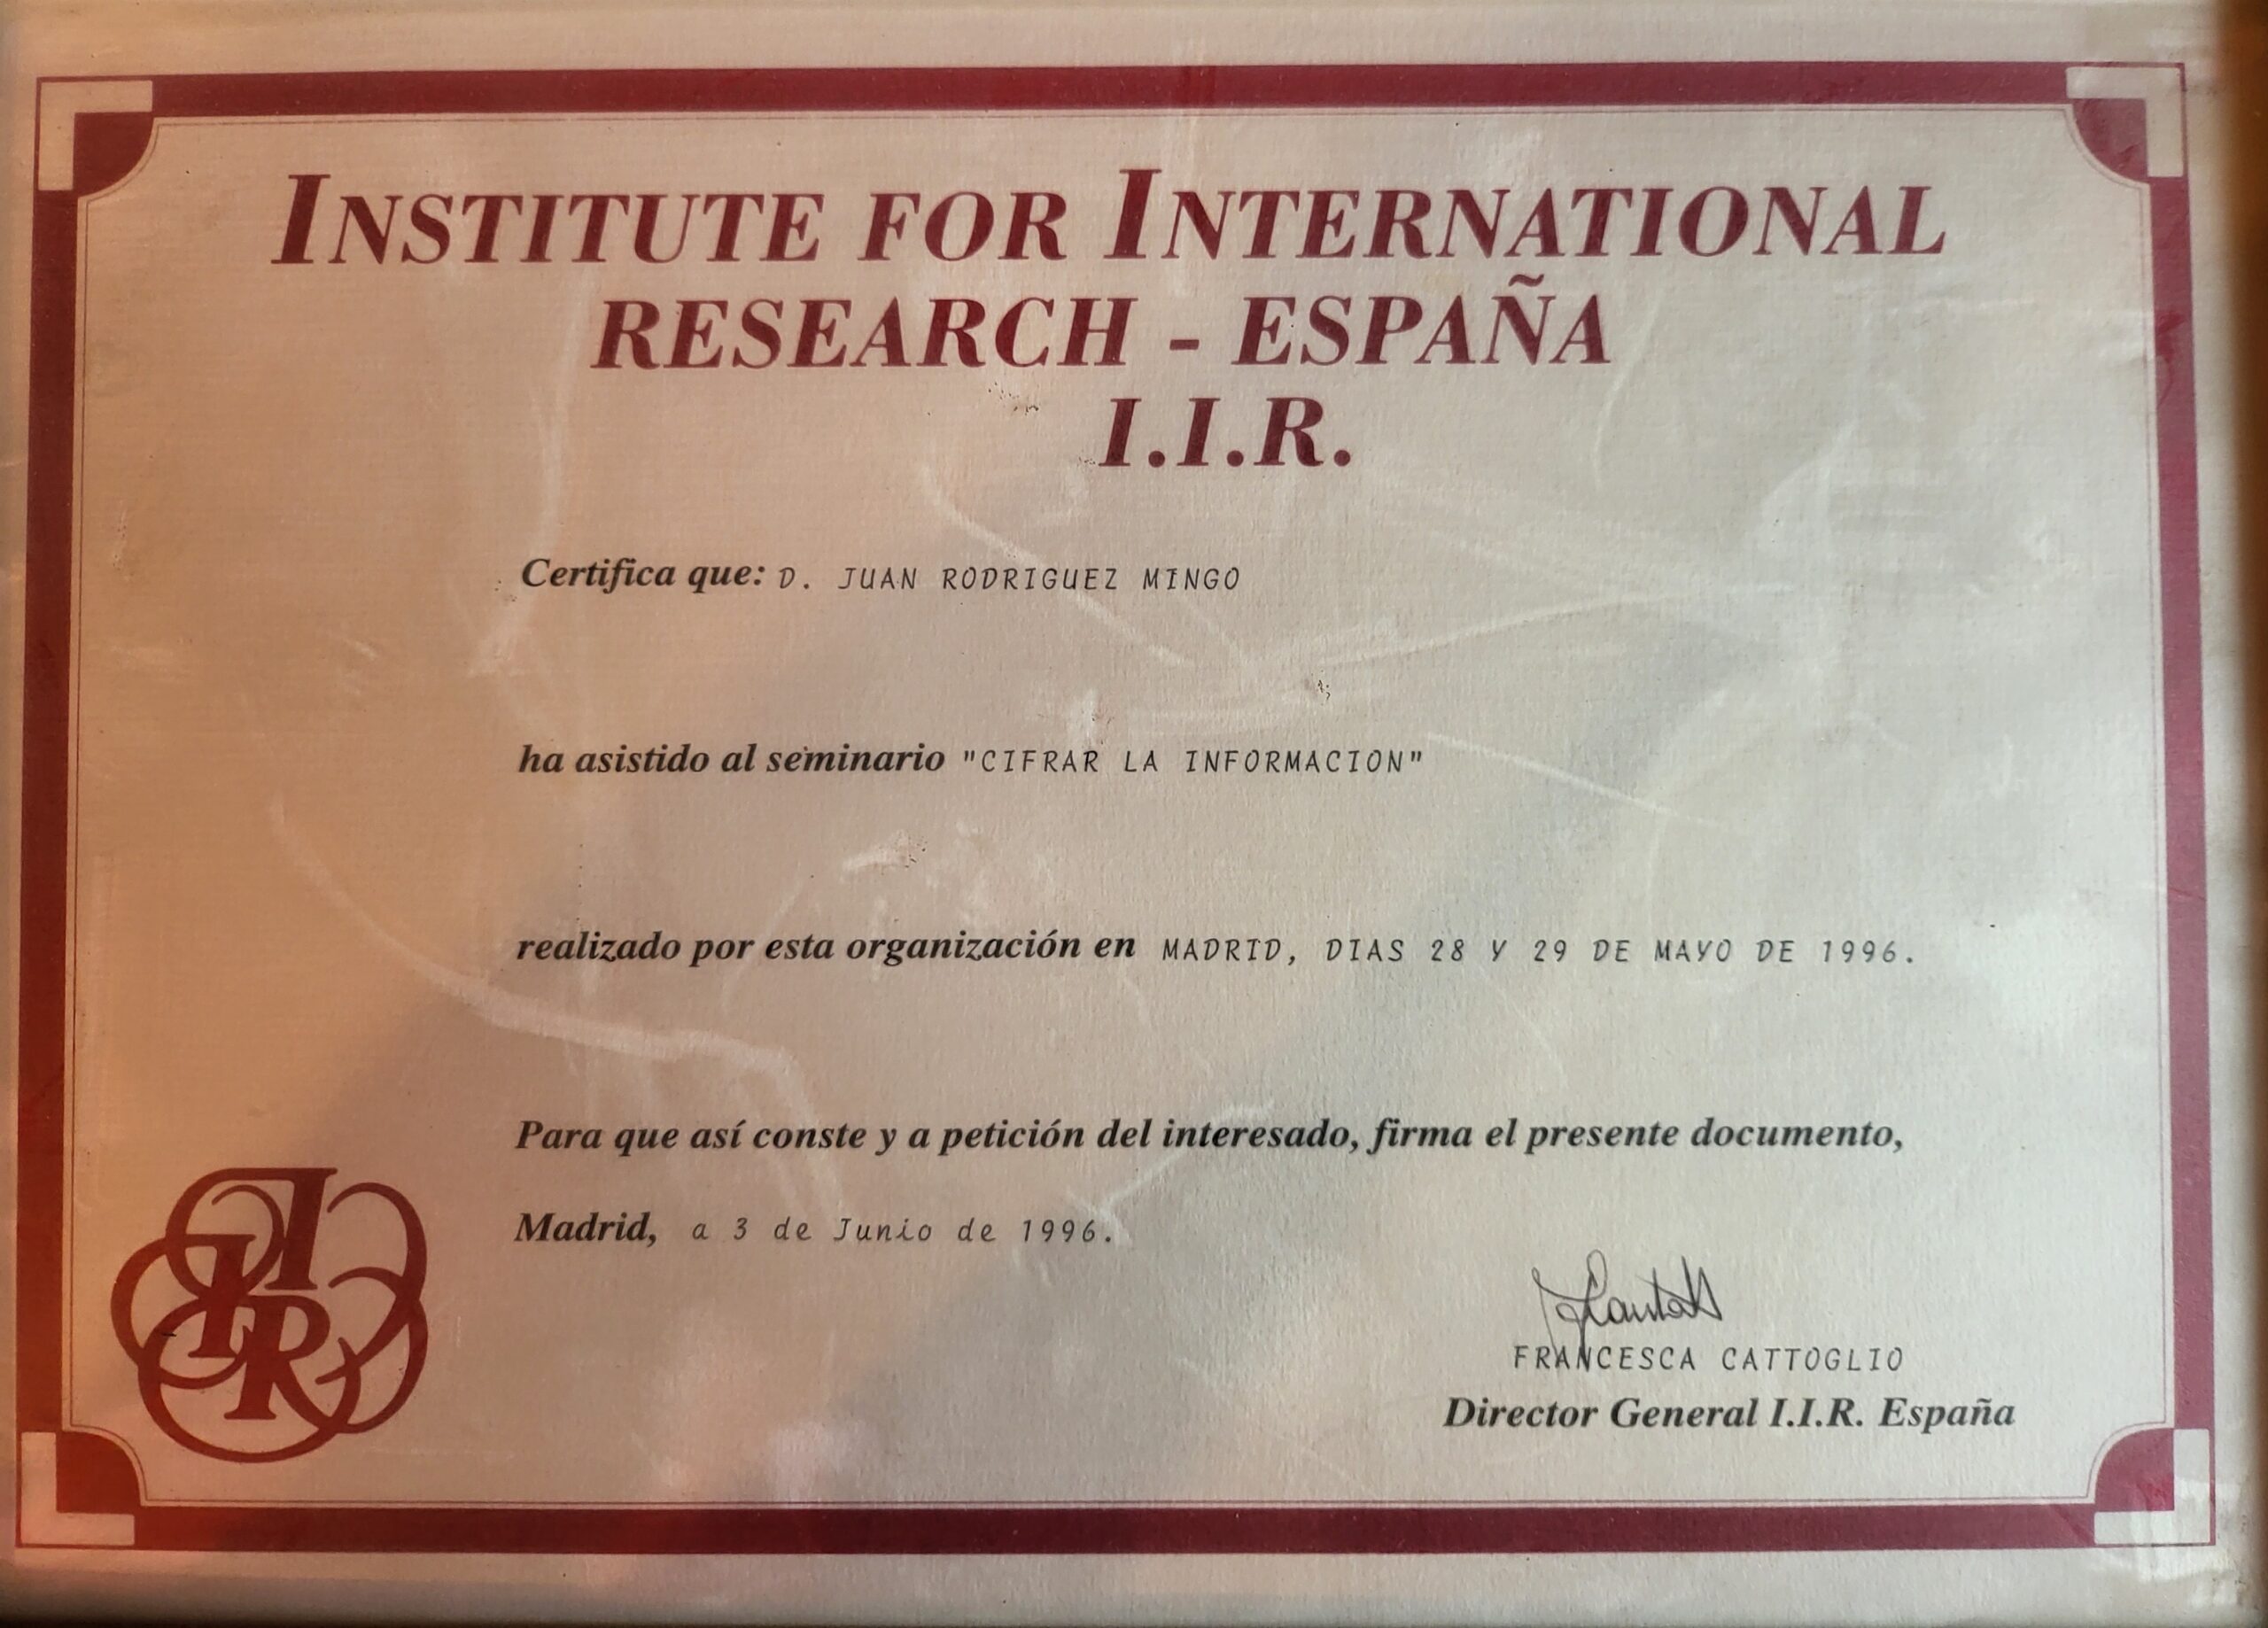 INSTITUTE FOR INTERNATIONAL
RESEARCH - ESPAÑA
I.I.R.
Certifica que: D. JUAN RODRIGUEZ MINGO
ha asistido al seminario "CIFRAR LA INFORMACION"
realizado por esta organización en MADRID, DIAS 28 Y 29 DE MAYO DE 1996.
Para que así conste y a petición del interesado, firma el presente documento,
Madrid, a 3 de Junio de 1996.
IIR
FRANCESCA CATTOGLIO
Director General I.I.R. España